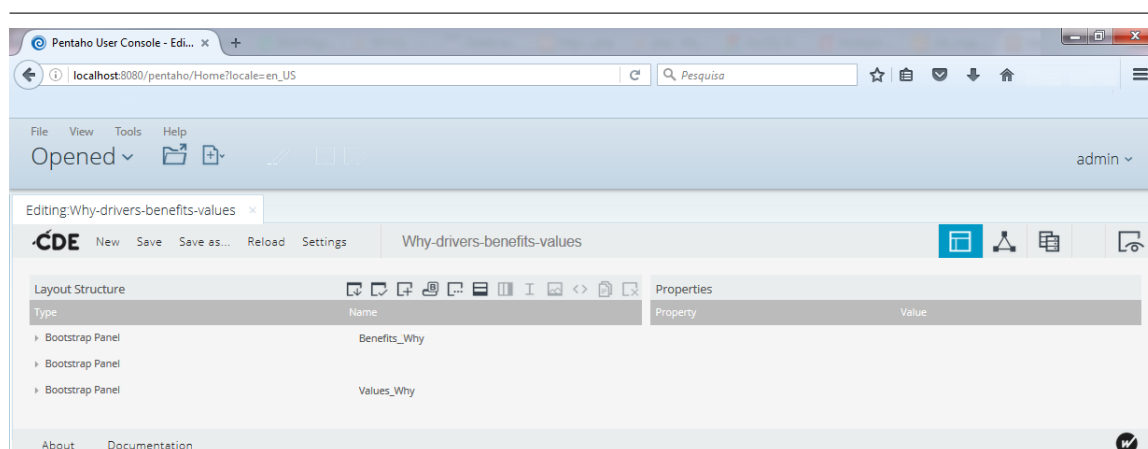 Pentaho User Console - Edi... × +
localhost:8080/pentaho/Home?locale=en_US
Pesquisa
File View Tools Help
Opened
admin
Editing:Why-drivers-benefits-values ×
CDE New Save Save as... Reload Settings Why-drivers-benefits-values
Layout Structure
Properties
Type Name
Property Value
Bootstrap Panel Benefits_Why
Bootstrap Panel
Bootstrap Panel Values_Why
About Documentation